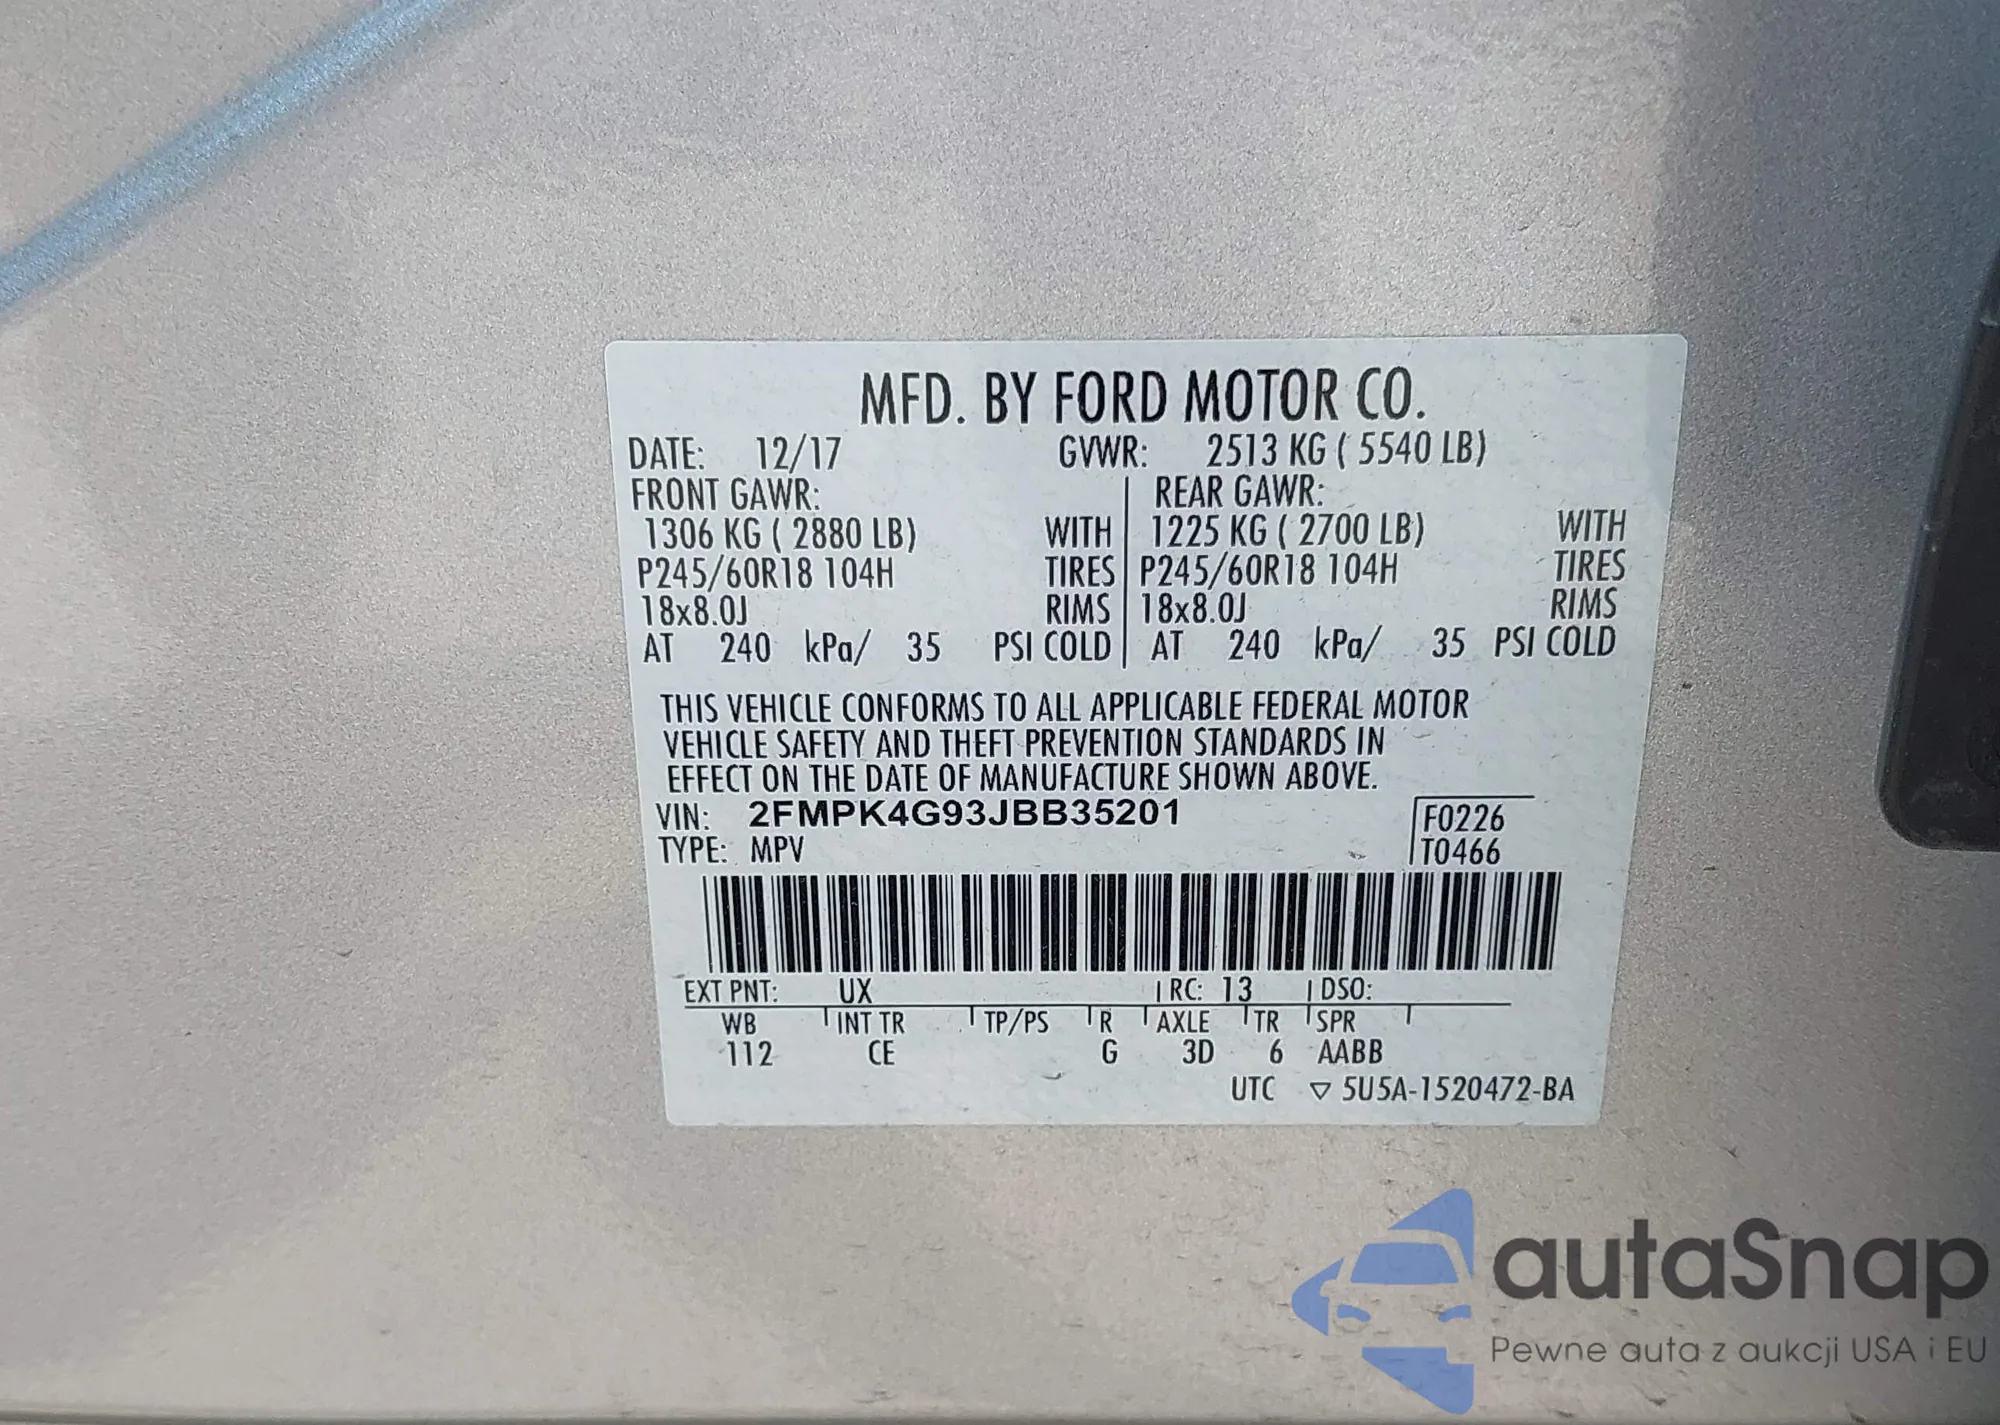 MFD. BY FORD MOTOR CO.
DATE: 12/17 GVWR: 2513 KG ( 5540 LB)
FRONT GAWR: REAR GAWR:
1306 KG ( 2880 LB) WITH 1225 KG ( 2700 LB) WITH
P245/60R18 104H TIRES P245/60R18 104H TIRES
18x8.0J RIMS 18x8.0J RIMS
AT 240 kPa/ 35 PSI COLD AT 240 kPa/ 35 PSI COLD
THIS VEHICLE CONFORMS TO ALL APPLICABLE FEDERAL MOTOR
VEHICLE SAFETY AND THEFT PREVENTION STANDARDS IN
EFFECT ON THE DATE OF MANUFACTURE SHOWN ABOVE.
VIN: 2FMPK4G93JBB35201 F0226
TYPE: MPV T0466
EXT PNT: UX RC: 13 DSO:
WB INT TR TP/PS R AXLE TR SPR
112 CE G 3D 6 AABB
UTC ▽ 5U5A-1520472-BA
autaSnap
Pewne auta z aukcji USA i EU